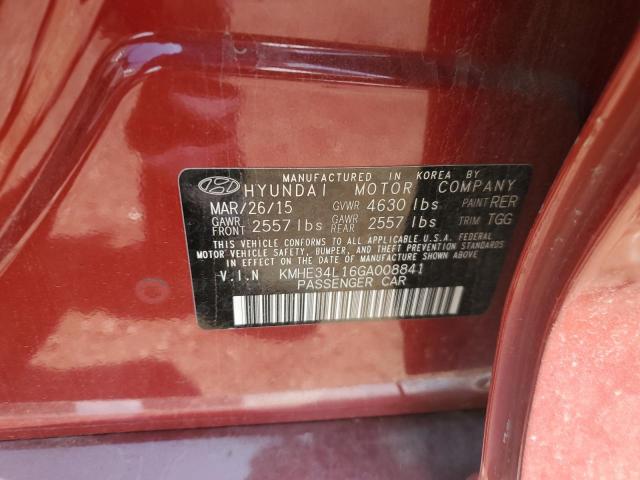 MANUFACTURED IN KOREA BY
HYUNDAI MOTOR COMPANY
MAR/26/15 GVWR 4630 lbs PAINT RER
GAWR FRONT 2557 lbs GAWR REAR 2557 lbs TRIM TGG
THIS VEHICLE CONFORMS TO ALL APPLICABLE U.S.A. FEDERAL
MOTOR VEHICLE SAFETY, BUMPER, AND THEFT PREVENTION STANDARDS
IN EFFECT ON THE DATE OF MANUFACTURE SHOWN ABOVE.
V.I.N KMHE34L16GA008841
PASSENGER CAR